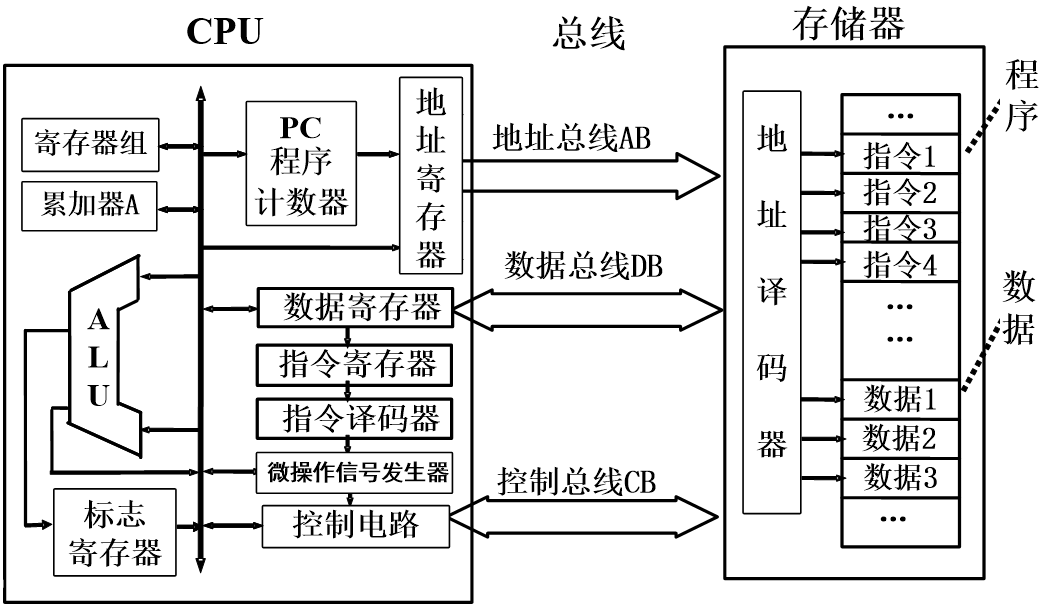 CPU
总线
存储器
寄存器组
累加器A
PC
程序
计数器
地
址
寄
存
器
A
L
U
标志
寄存器
数据寄存器
指令寄存器
指令译码器
微操作信号发生器
控制电路
地址总线AB
数据总线DB
控制总线CB
地
址
译
码
器
...
指令1
指令2
指令3
指令4
...
...
数据1
数据2
数据3
...
程
序
数
据